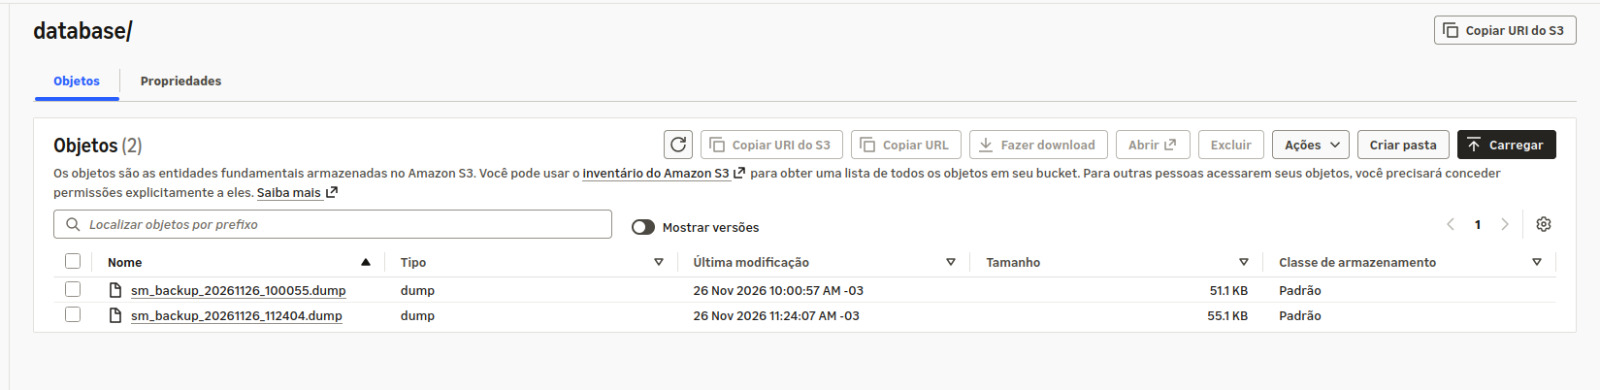 database/
Copiar URI do S3
Objetos
Propriedades
Objetos (2)
Copiar URI do S3
Copiar URL
Fazer download
Abrir
Excluir
Ações
Criar pasta
Carregar
Os objetos são as entidades fundamentais armazenadas no Amazon S3. Você pode usar o inventário do Amazon S3 para obter uma lista de todos os objetos em seu bucket. Para outras pessoas acessarem seus objetos, você precisará conceder
permissões explicitamente a eles. Saiba mais
Localizar objetos por prefixo
Mostrar versões
1
Nome
Tipo
Última modificação
Tamanho
Classe de armazenamento
sm_backup_20261126_100055.dump
dump
26 Nov 2026 10:00:57 AM -03
51.1 KB
Padrão
sm_backup_20261126_112404.dump
dump
26 Nov 2026 11:24:07 AM -03
55.1 KB
Padrão